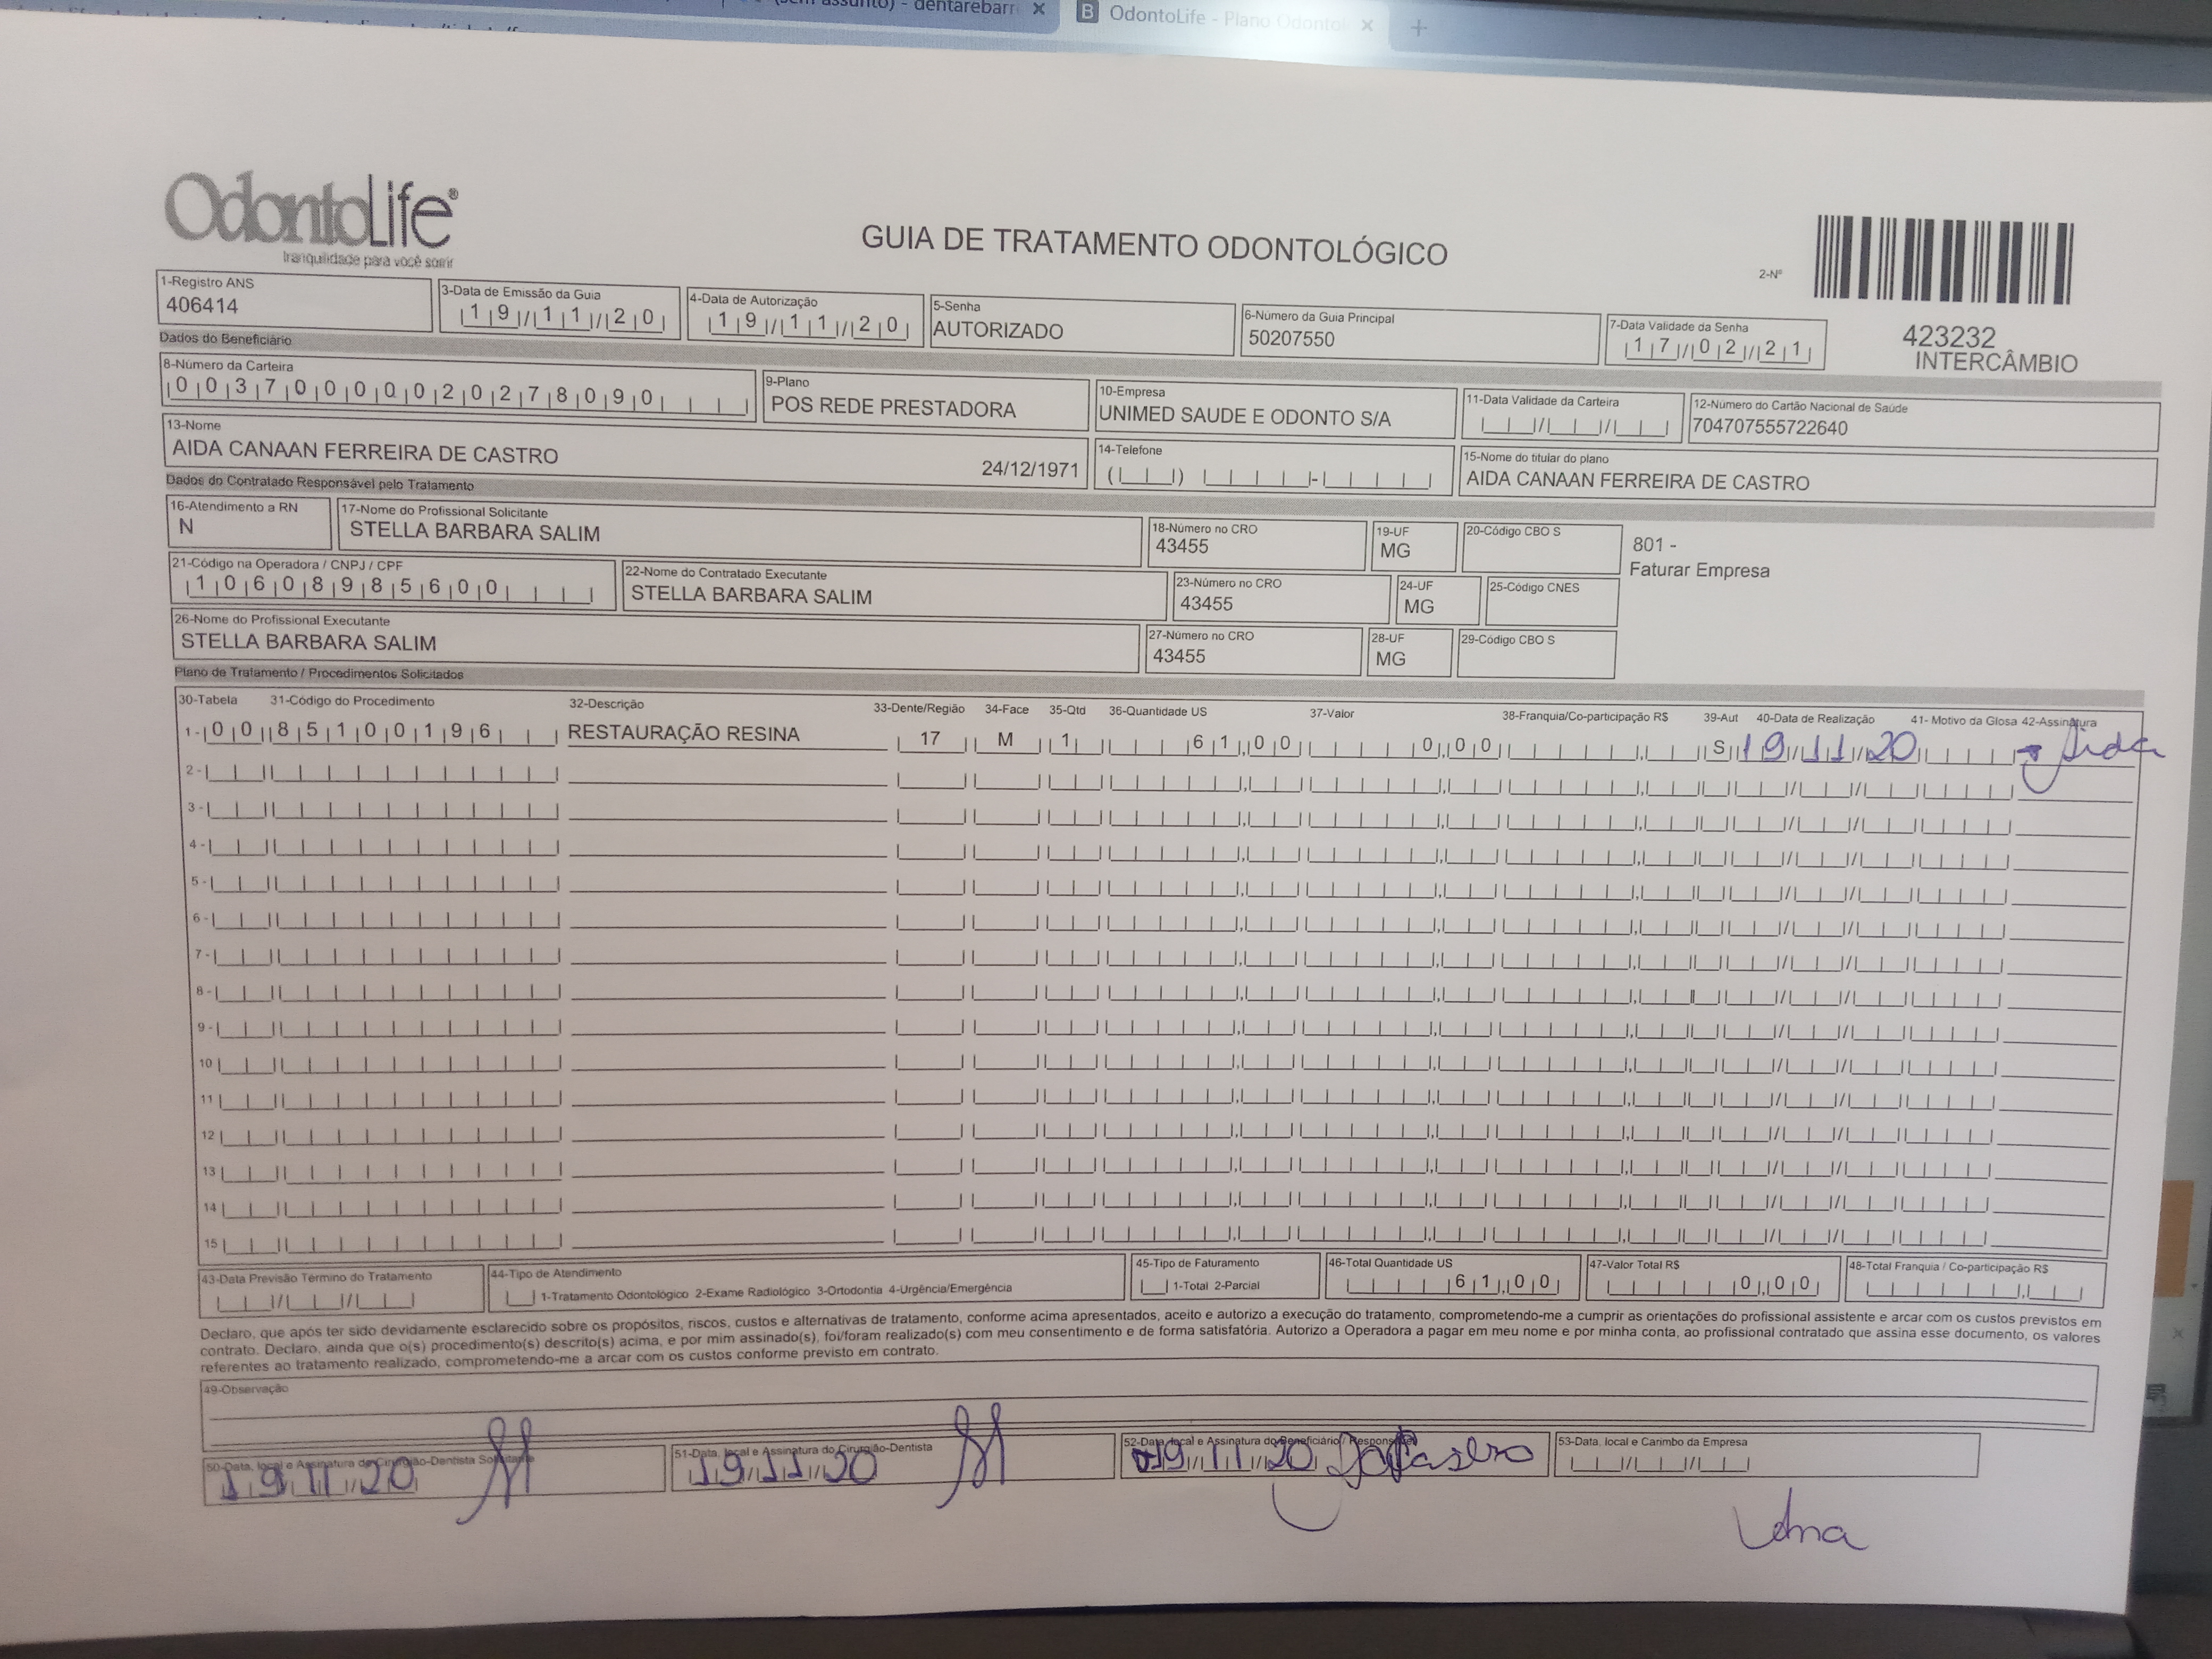 (sem assunto) - dentarebarr
OdontoLife - Plano Odonto
OdontoLife®
tranquilidade para você sorrir
GUIA DE TRATAMENTO ODONTOLÓGICO
2-Nº
423232
INTERCÂMBIO
1-Registro ANS
406414
3-Data de Emissão da Guia
19/11/20
4-Data de Autorização
19/11/20
5-Senha
AUTORIZADO
6-Número da Guia Principal
50207550
7-Data Validade da Senha
17/02/21
Dados do Beneficiário
8-Número da Carteira
00370000020278090
9-Plano
POS REDE PRESTADORA
10-Empresa
UNIMED SAUDE E ODONTO S/A
11-Data Validade da Carteira
12-Número do Cartão Nacional de Saúde
704707555722640
13-Nome
AIDA CANAAN FERREIRA DE CASTRO 24/12/1971
14-Telefone
15-Nome do titular do plano
AIDA CANAAN FERREIRA DE CASTRO
Dados do Contratado Responsável pelo Tratamento
16-Atendimento a RN
N
17-Nome do Profissional Solicitante
STELLA BARBARA SALIM
18-Número no CRO
43455
19-UF
MG
20-Código CBO S
801 -
Faturar Empresa
21-Código na Operadora / CNPJ / CPF
10608985600
22-Nome do Contratado Executante
STELLA BARBARA SALIM
23-Número no CRO
43455
24-UF
MG
25-Código CNES
26-Nome do Profissional Executante
STELLA BARBARA SALIM
27-Número no CRO
43455
28-UF
MG
29-Código CBO S
Plano de Tratamento / Procedimentos Solicitados
30-Tabela 31-Código do Procedimento 32-Descrição 33-Dente/Região 34-Face 35-Qtd 36-Quantidade US 37-Valor 38-Franquia/Co-participação R$ 39-Aut 40-Data de Realização 41- Motivo da Glosa 42-Assinatura
1- 00 85100196 RESTAURAÇÃO RESINA 17 M 1 61,00 0,00 S 19/11/20 Aida
2-
3-
4-
5-
6-
7-
8-
9-
10
11
12
13
14
15
43-Data Previsão Término do Tratamento
44-Tipo de Atendimento
1-Tratamento Odontológico 2-Exame Radiológico 3-Ortodontia 4-Urgência/Emergência
45-Tipo de Faturamento
1-Total 2-Parcial
46-Total Quantidade US
61,00
47-Valor Total R$
0,00
48-Total Franquia / Co-participação R$
Declaro, que após ter sido devidamente esclarecido sobre os propósitos, riscos, custos e alternativas de tratamento, conforme acima apresentados, aceito e autorizo a execução do tratamento, comprometendo-me a cumprir as orientações do profissional assistente e arcar com os custos previstos em
contrato. Declaro, ainda que o(s) procedimento(s) descrito(s) acima, e por mim assinado(s), foi/foram realizado(s) com meu consentimento e de forma satisfatória. Autorizo a Operadora a pagar em meu nome e por minha conta, ao profissional contratado que assina esse documento, os valores
referentes ao tratamento realizado, comprometendo-me a arcar com os custos conforme previsto em contrato.
49-Observação
50-Data, local e Assinatura do Cirurgião-Dentista Solicitante
19/11/20
51-Data, local e Assinatura do Cirurgião-Dentista
19/11/20
52-Data, local e Assinatura do Beneficiário / Responsável
19/11/20
53-Data, local e Carimbo da Empresa